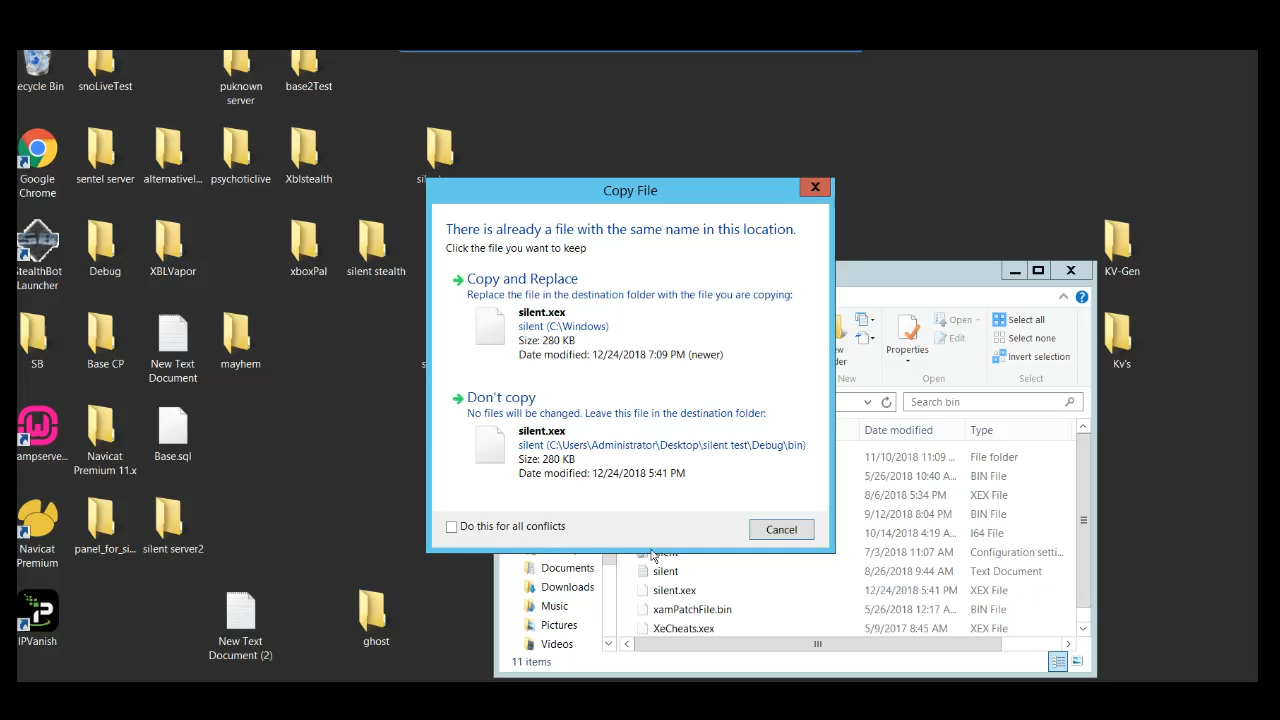 ecycle Bin
snoLiveTest
puknown
server
base2Test
Google
Chrome
sentel server
alternativel...
psychoticlive
Xblstealth
StealthBot
Launcher
Debug
XBLVapor
xboxPal
silent stealth
KV-Gen
SB
Base CP
New Text
Document
mayhem
Kv's
ampserve...
Navicat
Premium 11.x
Base.sql
Navicat
Premium
panel_for_si...
silent server2
IPVanish
New Text
Document (2)
ghost
Copy File
There is already a file with the same name in this location.
Click the file you want to keep
Copy and Replace
Replace the file in the destination folder with the file you are copying:
silent.xex
silent (C:\Windows)
Size: 280 KB
Date modified: 12/24/2018 7:09 PM (newer)
Don't copy
No files will be changed. Leave this file in the destination folder:
silent.xex
silent (C:\Users\Administrator\Desktop\silent test\Debug\bin)
Size: 280 KB
Date modified: 12/24/2018 5:41 PM
Do this for all conflicts
Cancel
Properties
Open
Edit
Select all
Select none
Invert selection
New
Open
Select
Search bin
Date modified
Type
11/10/2018 11:09 ...
File folder
5/26/2018 10:40 A...
BIN File
8/6/2018 5:34 PM
XEX File
9/12/2018 8:04 PM
BIN File
10/14/2018 4:19 A...
I64 File
7/3/2018 11:07 AM
Configuration setti...
Documents
silent
8/26/2018 9:44 AM
Text Document
Downloads
silent.xex
12/24/2018 5:41 PM
XEX File
Music
xamPatchFile.bin
5/26/2018 12:17 A...
BIN File
Pictures
XeCheats.xex
5/9/2017 8:45 AM
XEX File
Videos
11 items